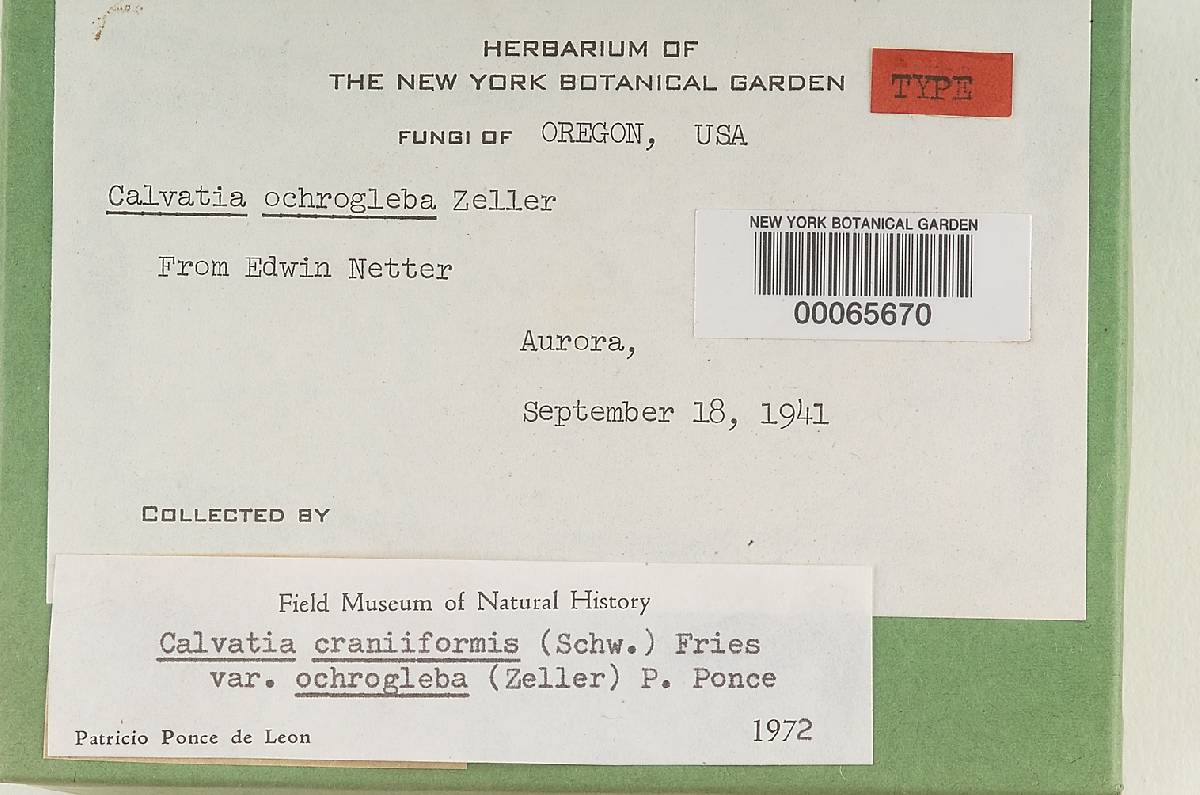 HERBARIUM OF
THE NEW YORK BOTANICAL GARDEN
TYPE
FUNGI OF OREGON, USA
Calvatia ochrogleba Zeller
NEW YORK BOTANICAL GARDEN
00065670
From Edwin Netter
Aurora,
September 18, 1941
COLLECTED BY
Field Museum of Natural History
Calvatia craniiformis (Schw.) Fries
var. ochrogleba (Zeller) P. Ponce
Patricio Ponce de Leon 1972